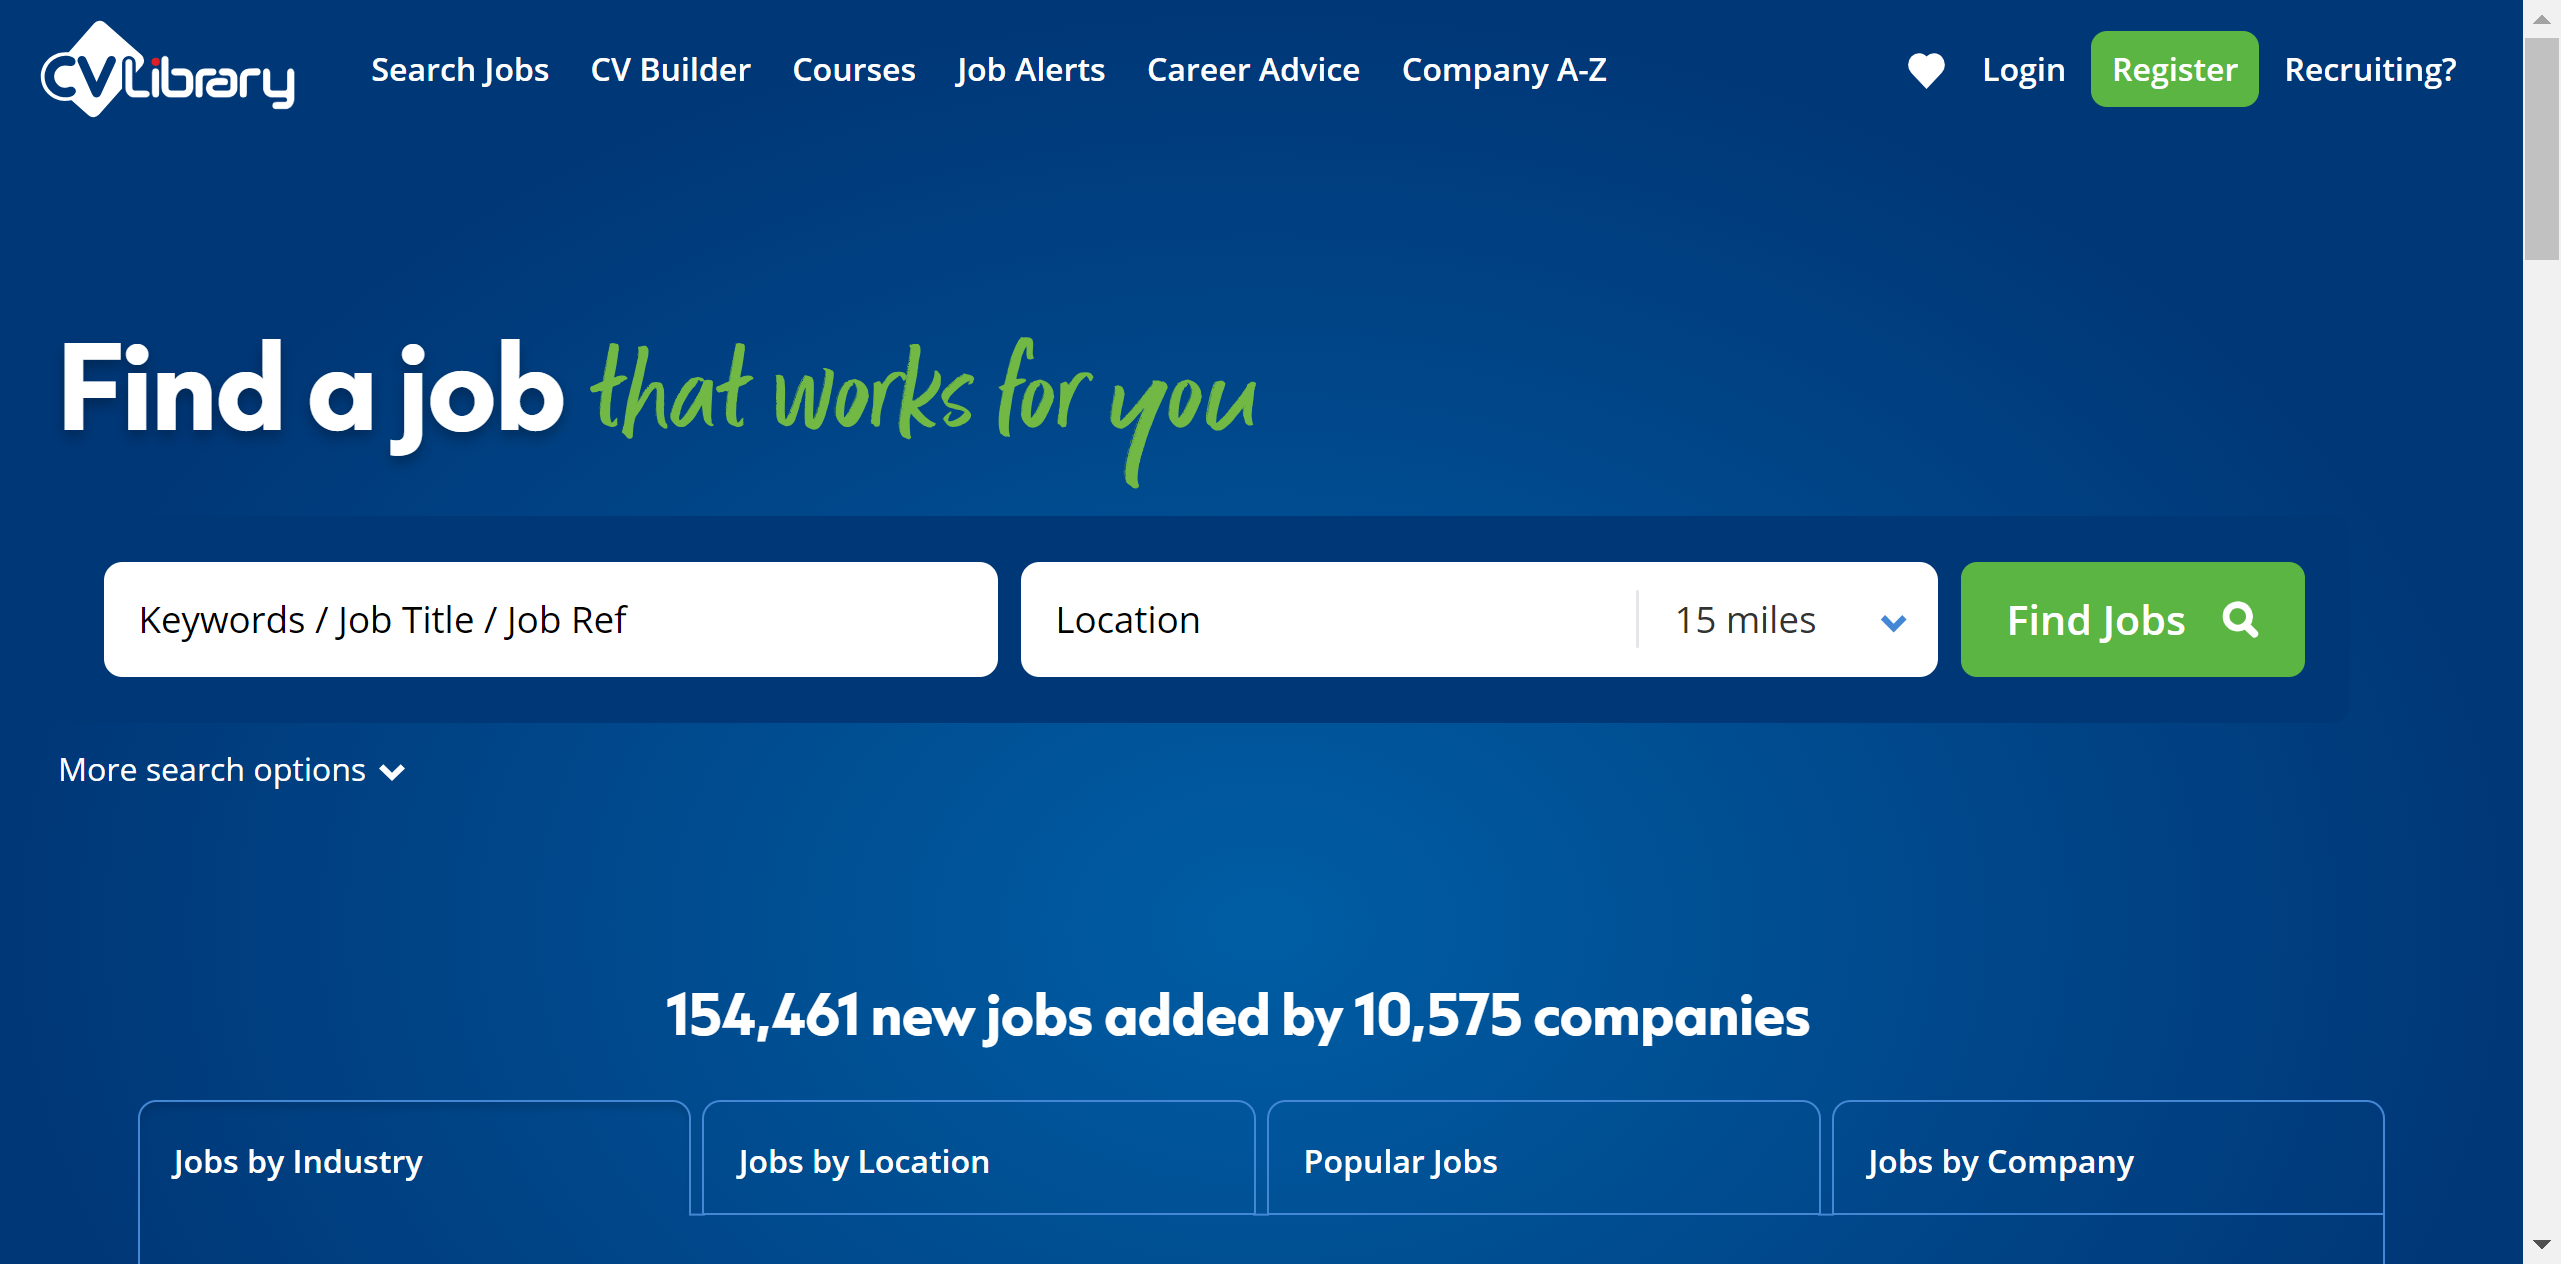 CVLibrary
Search Jobs
CV Builder
Courses
Job Alerts
Career Advice
Company A-Z
Login
Register
Recruiting?
Find a job that works for you
Keywords / Job Title / Job Ref
Location
15 miles
Find Jobs
More search options
154,461 new jobs added by 10,575 companies
Jobs by Industry
Jobs by Location
Popular Jobs
Jobs by Company